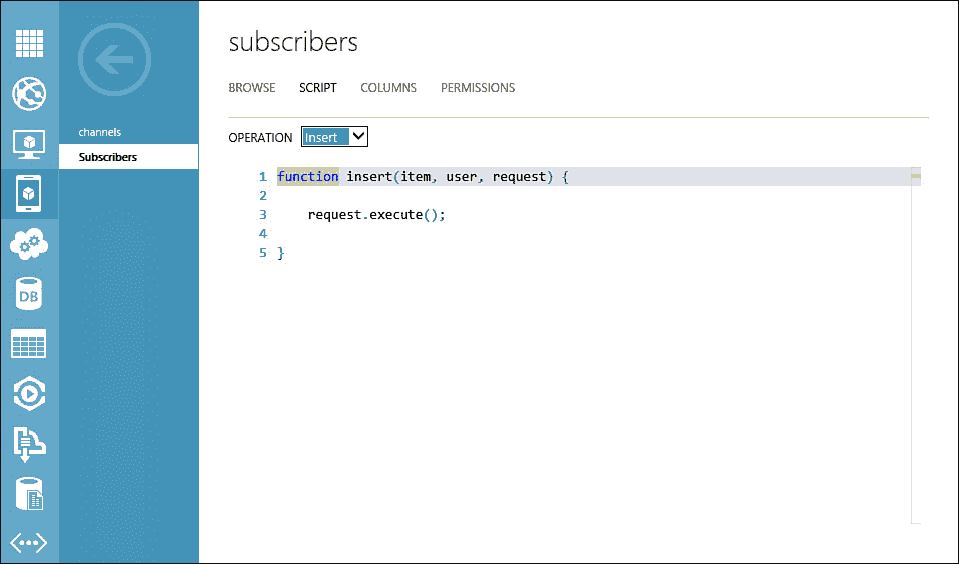 subscribers
BROWSE SCRIPT COLUMNS PERMISSIONS
channels
Subscribers
OPERATION Insert
1 function insert(item, user, request) {
2
3 request.execute();
4
5 }
DB